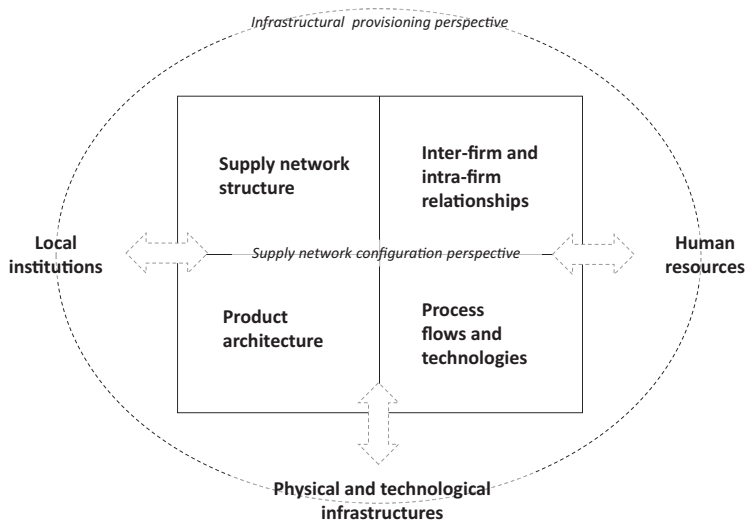 Infrastructural provisioning perspective
Supply network
structure
Inter-firm and
intra-firm
relationships
Local
institutions
Supply network configuration perspective
Human
resources
Product
architecture
Process
flows and
technologies
Physical and technological
infrastructures